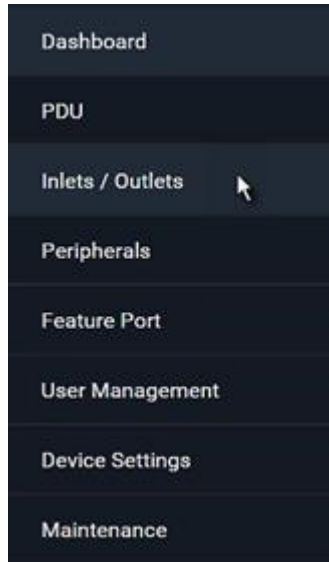 Dashboard
PDU
Inlets / Outlets
Peripherals
Feature Port
User Management
Device Settings
Maintenance